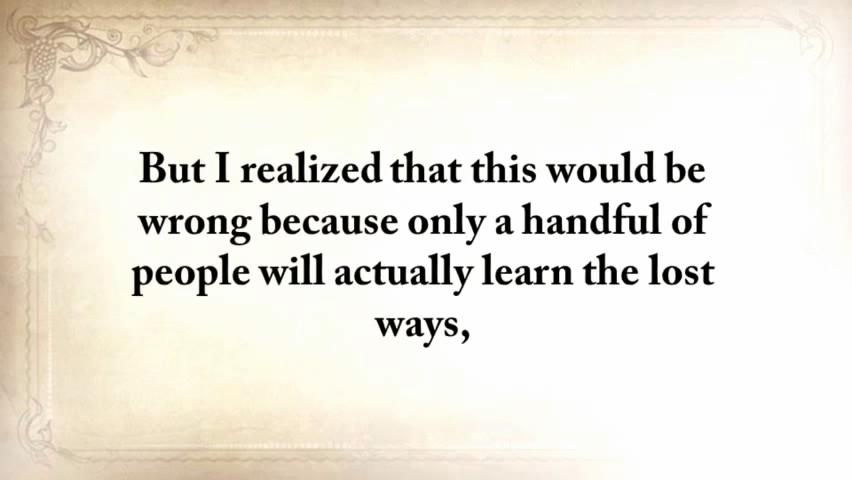 But I realized that this would be
wrong because only a handful of
people will actually learn the lost
ways,